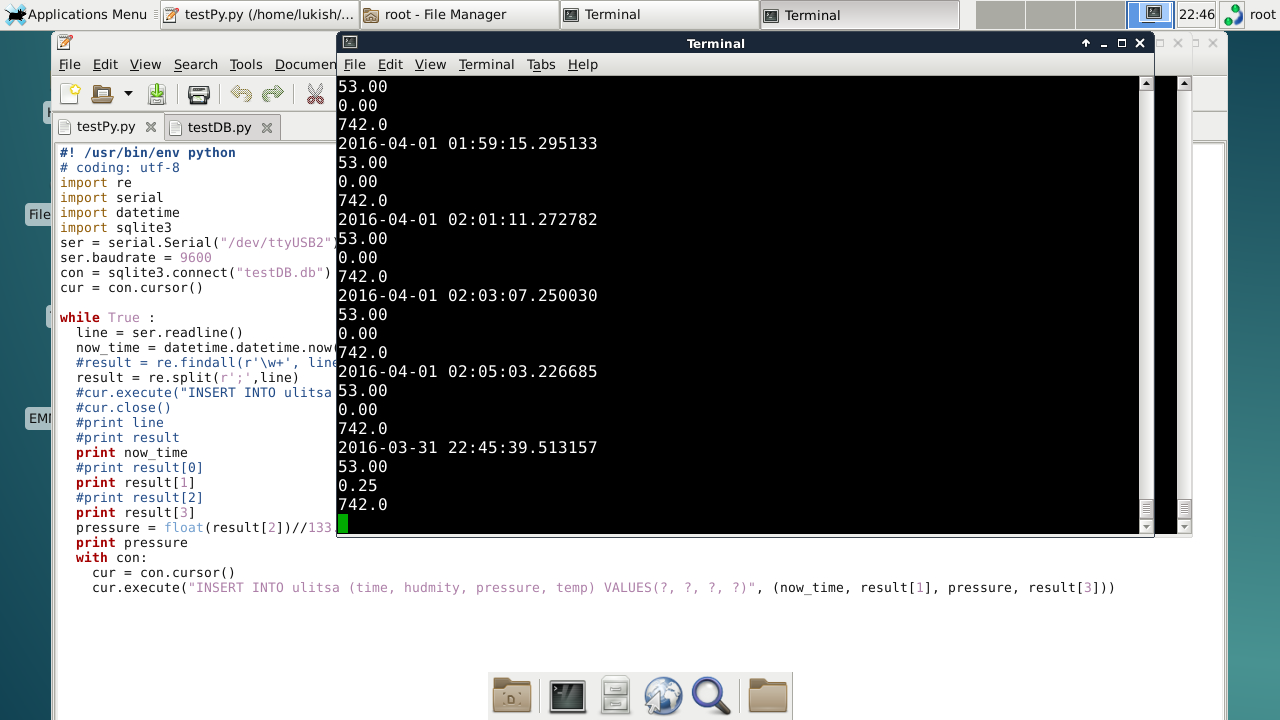 Applications Menu
testPy.py (/home/lukish/...
root - File Manager
Terminal
Terminal
22:46
root
Terminal
File Edit View Search Tools Documen
File Edit View Terminal Tabs Help
testPy.py
testDB.py
#! /usr/bin/env python
# coding: utf-8
import re
import serial
import datetime
import sqlite3
ser = serial.Serial("/dev/ttyUSB2")
ser.baudrate = 9600
con = sqlite3.connect("testDB.db")
cur = con.cursor()
while True :
line = ser.readline()
now_time = datetime.datetime.now(
#result = re.findall(r'\w+', line
result = re.split(r';',line)
#cur.execute("INSERT INTO ulitsa
#cur.close()
#print line
#print result
print now_time
#print result[0]
print result[1]
#print result[2]
print result[3]
pressure = float(result[2])//133.
print pressure
with con:
cur = con.cursor()
cur.execute("INSERT INTO ulitsa (time, hudmity, pressure, temp) VALUES(?, ?, ?, ?)", (now_time, result[1], pressure, result[3]))
53.00
0.00
742.0
2016-04-01 01:59:15.295133
53.00
0.00
742.0
2016-04-01 02:01:11.272782
53.00
0.00
742.0
2016-04-01 02:03:07.250030
53.00
0.00
742.0
2016-04-01 02:05:03.226685
53.00
0.00
742.0
2016-03-31 22:45:39.513157
53.00
0.25
742.0
File
EM